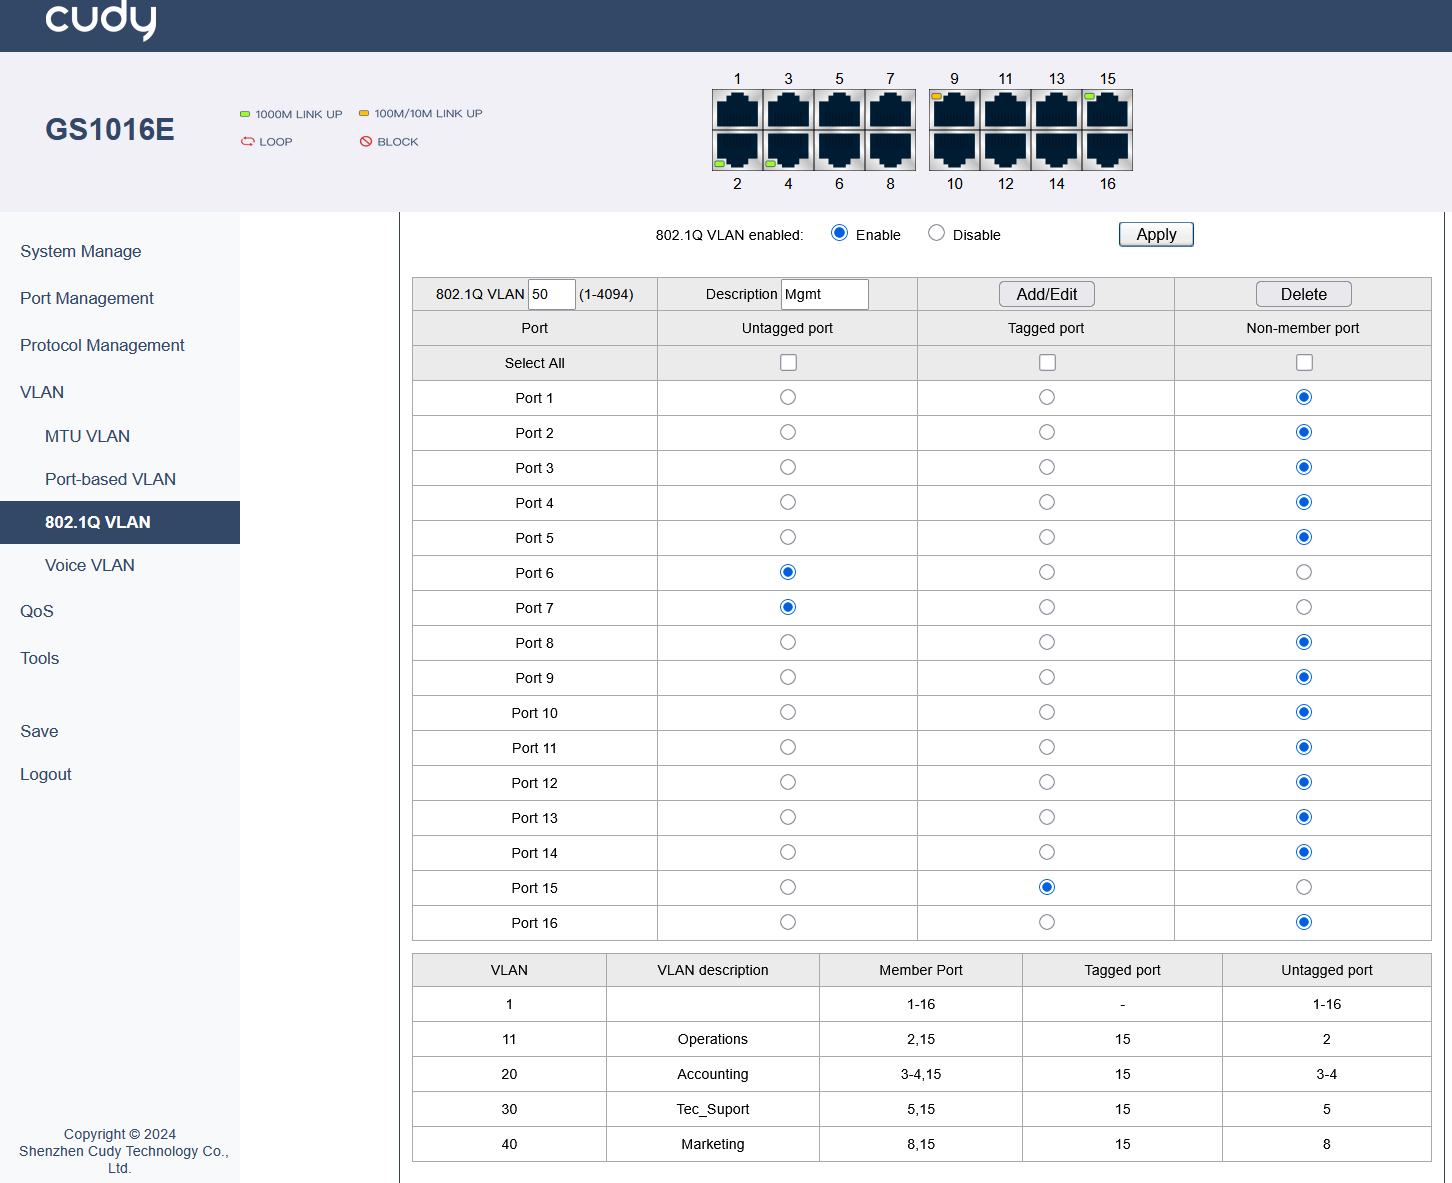 cudy
1 3 5 7 9 11 13 15
GS1016E
1000M LINK UP 100M/10M LINK UP
LOOP BLOCK
2 4 6 8 10 12 14 16
System Manage
Port Management
Protocol Management
VLAN
MTU VLAN
Port-based VLAN
802.1Q VLAN
Voice VLAN
QoS
Tools
Save
Logout
Copyright © 2024
Shenzhen Cudy Technology Co.,
Ltd.
802.1Q VLAN enabled: Enable Disable Apply
802.1Q VLAN 50 (1-4094) Description Mgmt Add/Edit Delete
Port Untagged port Tagged port Non-member port
Select All
Port 1
Port 2
Port 3
Port 4
Port 5
Port 6
Port 7
Port 8
Port 9
Port 10
Port 11
Port 12
Port 13
Port 14
Port 15
Port 16
VLAN VLAN description Member Port Tagged port Untagged port
1 1-16 - 1-16
11 Operations 2,15 15 2
20 Accounting 3-4,15 15 3-4
30 Tec_Suport 5,15 15 5
40 Marketing 8,15 15 8